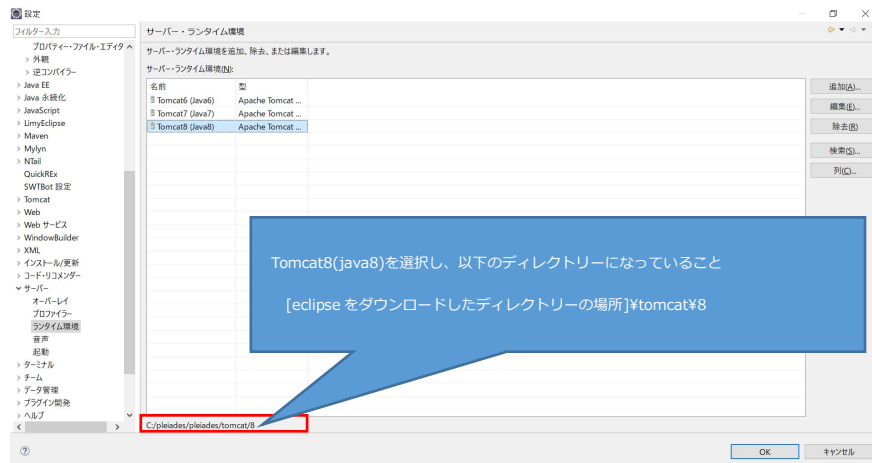 設定
フィルター入力
プロパティー・ファイル・エディタ
外観
逆コンパイラー
Java EE
Java 永続化
JavaScript
LimyEclipse
Maven
Mylyn
NTail
QuickREx
SWTBot 設定
Tomcat
Web
Web サービス
WindowBuilder
XML
インストール/更新
コード・リコメンダー
サーバー
オーバーレイ
プロファイラー
ランタイム環境
音声
起動
ターミナル
チーム
データ管理
プラグイン開発
ヘルプ
サーバー・ランタイム環境
サーバー・ランタイム環境を追加、除去、または編集します。
サーバー・ランタイム環境(N):
名前 型
Tomcat6 (Java6) Apache Tomcat ...
Tomcat7 (Java7) Apache Tomcat ...
Tomcat8 (Java8) Apache Tomcat ...
追加(A)...
編集(E)...
除去(R)
検索(S)...
列(C)...
Tomcat8(java8)を選択し、以下のディレクトリーになっていること
[eclipse をダウンロードしたディレクトリーの場所]¥tomcat¥8
C:/pleiades/pleiades/tomcat/8
OK キャンセル